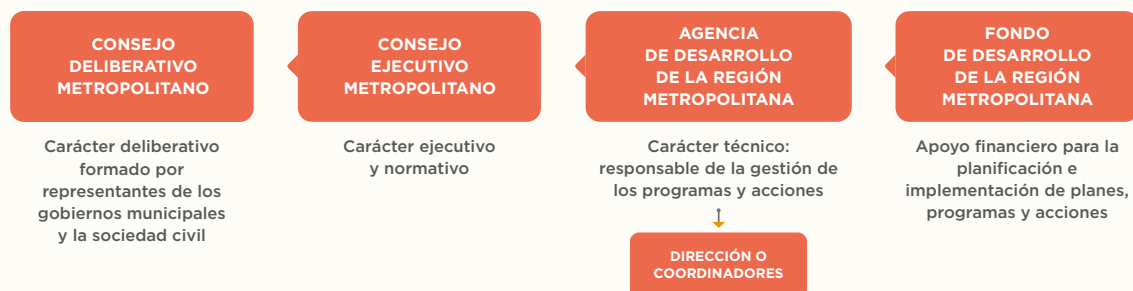 CONSEJO
DELIBERATIVO
METROPOLITANO
Carácter deliberativo
formado por
representantes de los
gobiernos municipales
y la sociedad civil
CONSEJO
EJECUTIVO
METROPOLITANO
Carácter ejecutivo
y normativo
AGENCIA
DE DESARROLLO
DE LA REGIÓN
METROPOLITANA
Carácter técnico:
responsable de la gestión de
los programas y acciones
DIRECCIÓN O
COORDINADORES
FONDO
DE DESARROLLO
DE LA REGIÓN
METROPOLITANA
Apoyo financiero para la
planificación e
implementación de planes,
programas y acciones